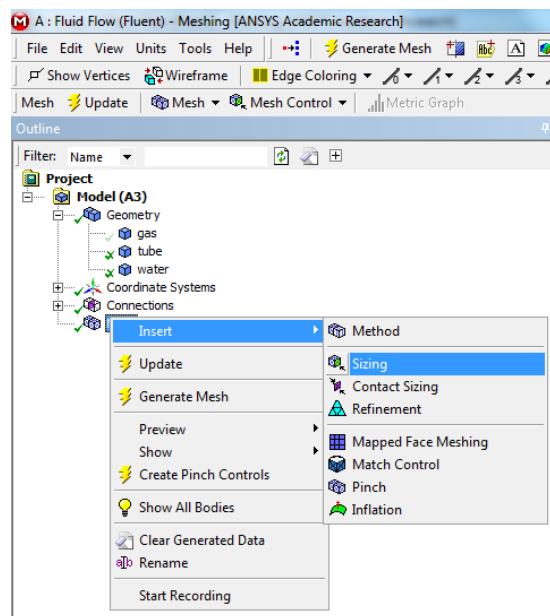 A : Fluid Flow (Fluent) - Meshing [ANSYS Academic Research]
File Edit View Units Tools Help Generate Mesh A
Show Vertices Wireframe Edge Coloring
Mesh Update Mesh Mesh Control Metric Graph
Outline
Filter: Name
Project
Model (A3)
Geometry
gas
tube
water
Coordinate Systems
Connections
Insert
Update
Generate Mesh
Preview
Show
Create Pinch Controls
Show All Bodies
Clear Generated Data
Rename
Start Recording
Method
Sizing
Contact Sizing
Refinement
Mapped Face Meshing
Match Control
Pinch
Inflation